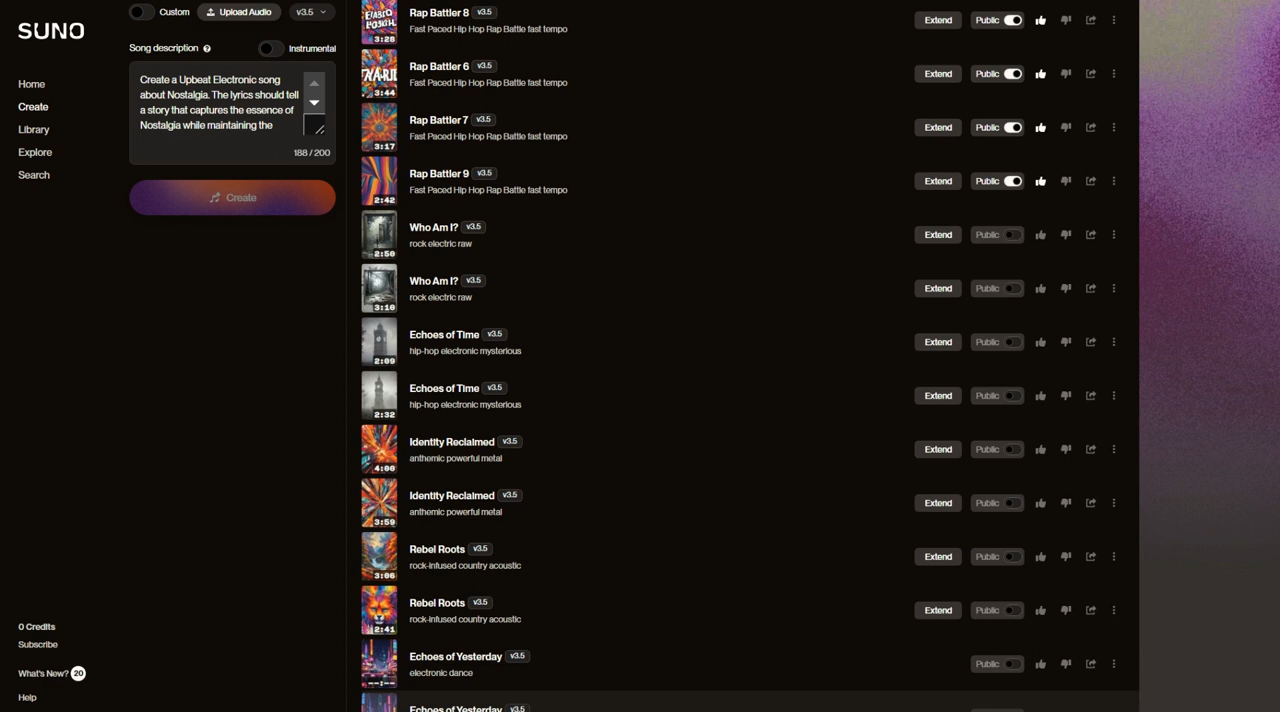 SUNO
Home
Create
Library
Explore
Search
0 Credits
Subscribe
What's New? 20
Help
Custom Upload Audio v3.5
Song description ? Instrumental
Create a Upbeat Electronic song
about Nostalgia. The lyrics should tell
a story that captures the essence of
Nostalgia while maintaining the
188 / 200
Create
3:28
Rap Battler 8 v3.5
Fast Paced Hip Hop Rap Battle fast tempo
Extend Public
3:44
Rap Battler 6 v3.5
Fast Paced Hip Hop Rap Battle fast tempo
Extend Public
3:17
Rap Battler 7 v3.5
Fast Paced Hip Hop Rap Battle fast tempo
Extend Public
2:42
Rap Battler 9 v3.5
Fast Paced Hip Hop Rap Battle fast tempo
Extend Public
2:50
Who Am I? v3.5
rock electric raw
Extend Public
3:10
Who Am I? v3.5
rock electric raw
Extend Public
2:09
Echoes of Time v3.5
hip-hop electronic mysterious
Extend Public
2:32
Echoes of Time v3.5
hip-hop electronic mysterious
Extend Public
4:00
Identity Reclaimed v3.5
anthemic powerful metal
Extend Public
3:59
Identity Reclaimed v3.5
anthemic powerful metal
Extend Public
3:06
Rebel Roots v3.5
rock-infused country acoustic
Extend Public
2:41
Rebel Roots v3.5
rock-infused country acoustic
Extend Public
--:--
Echoes of Yesterday v3.5
electronic dance
Public
Echoes of Yesterday v3.5